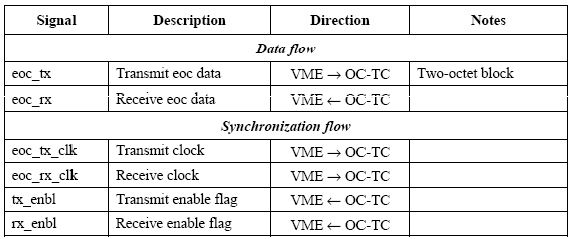 Signal Description Direction Notes
Data flow
eoc_tx Transmit eoc data VME → OC-TC Two-octet block
eoc_rx Receive eoc data VME ← OC-TC
Synchronization flow
eoc_tx_clk Transmit clock VME → OC-TC
eoc_rx_clk Receive clock VME → OC-TC
tx_enbl Transmit enable flag VME ← OC-TC
rx_enbl Receive enable flag VME ← OC-TC